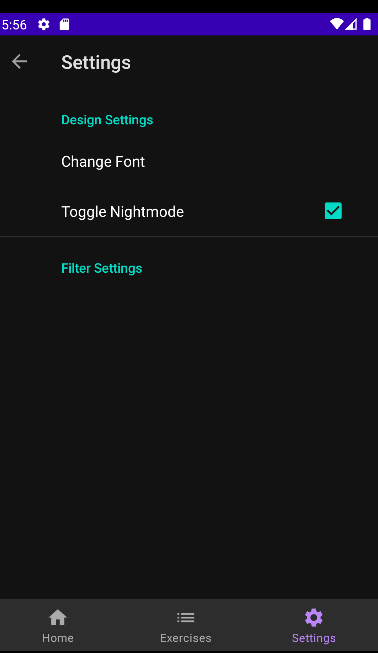 5:56
Settings
Design Settings
Change Font
Toggle Nightmode
Filter Settings
Home
Exercises
Settings